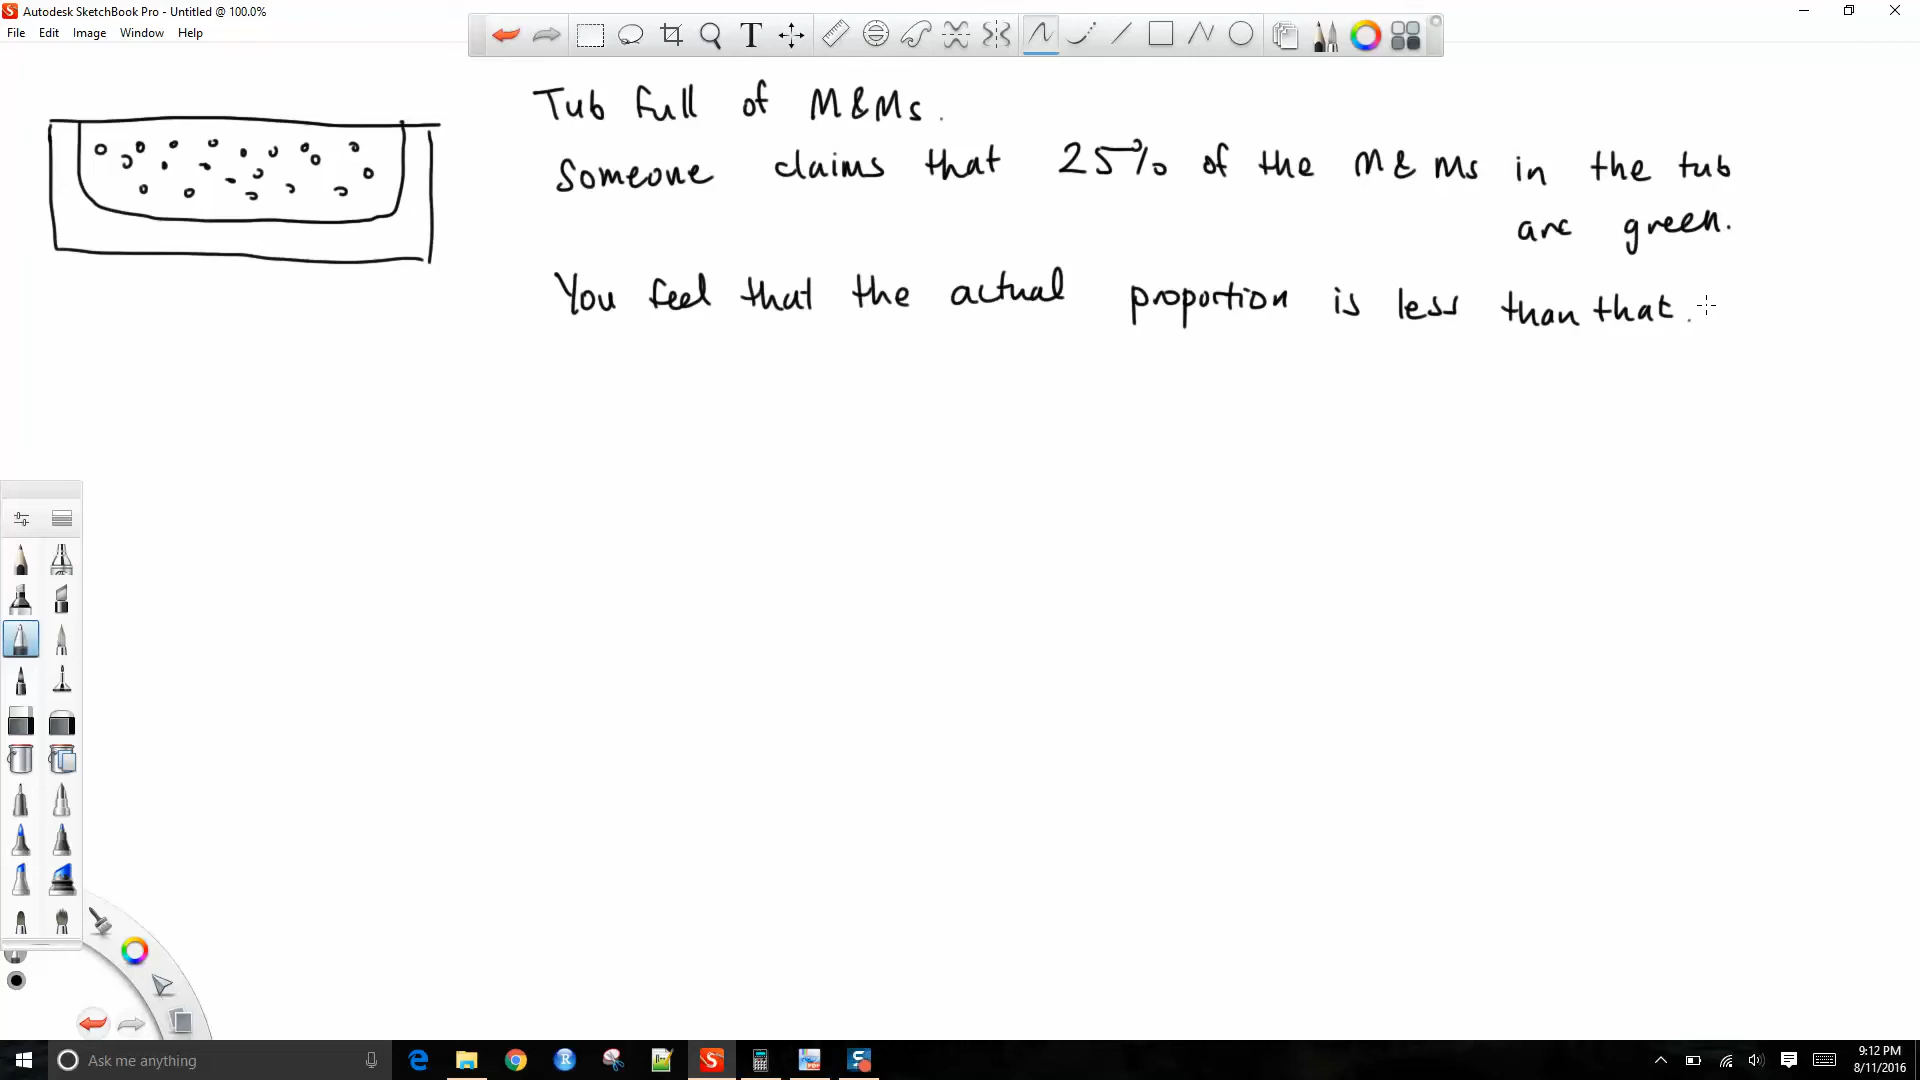 Autodesk SketchBook Pro - Untitled @ 100.0%
File Edit Image Window Help
T
Tub full of M&Ms.
Someone claims that 25% of the M&Ms in the tub
are green.
You feel that the actual proportion is less than that.
Ask me anything
9:12 PM
8/11/2016